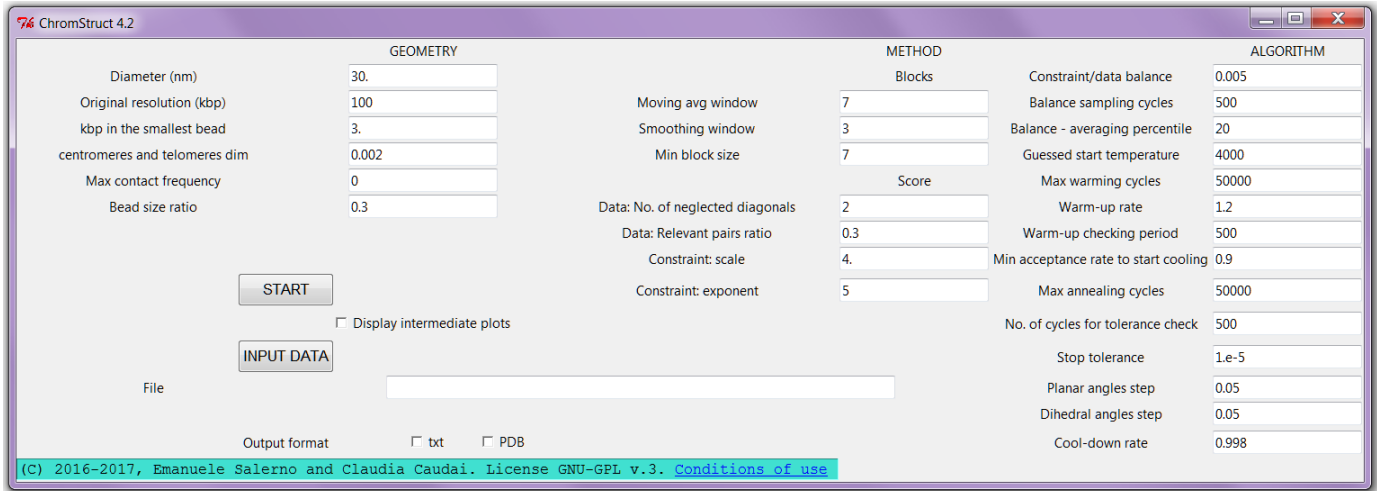 ChromStruct 4.2
GEOMETRY METHOD ALGORITHM
Diameter (nm) 30. Blocks Constraint/data balance 0.005
Original resolution (kbp) 100 Moving avg window 7 Balance sampling cycles 500
kbp in the smallest bead 3. Smoothing window 3 Balance - averaging percentile 20
centromeres and telomeres dim 0.002 Min block size 7 Guessed start temperature 4000
Max contact frequency 0 Score Max warming cycles 50000
Bead size ratio 0.3 Data: No. of neglected diagonals 2 Warm-up rate 1.2
Data: Relevant pairs ratio 0.3 Warm-up checking period 500
Constraint: scale 4. Min acceptance rate to start cooling 0.9
START Constraint: exponent 5 Max annealing cycles 50000
Display intermediate plots No. of cycles for tolerance check 500
INPUT DATA Stop tolerance 1.e-5
File Planar angles step 0.05
Dihedral angles step 0.05
Output format txt PDB Cool-down rate 0.998
(C) 2016-2017, Emanuele Salerno and Claudia Caudai. License GNU-GPL v.3. Conditions of use